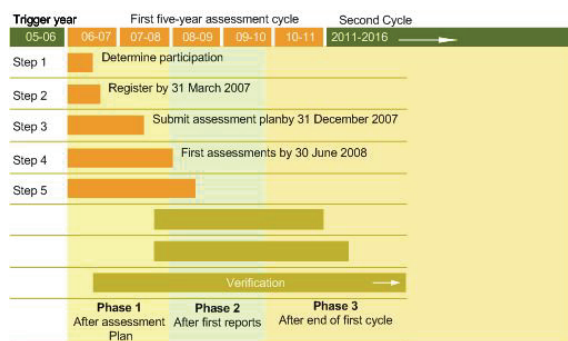 Trigger year First five-year assessment cycle Second Cycle
05-06 06-07 07-08 08-09 09-10 10-11 2011-2016
Step 1 Determine participation
Step 2 Register by 31 March 2007
Step 3 Submit assessment planby 31 December 2007
Step 4 First assessments by 30 June 2008
Step 5
Verification
Phase 1 Phase 2 Phase 3
After assessment After first reports After end of first cycle
Plan